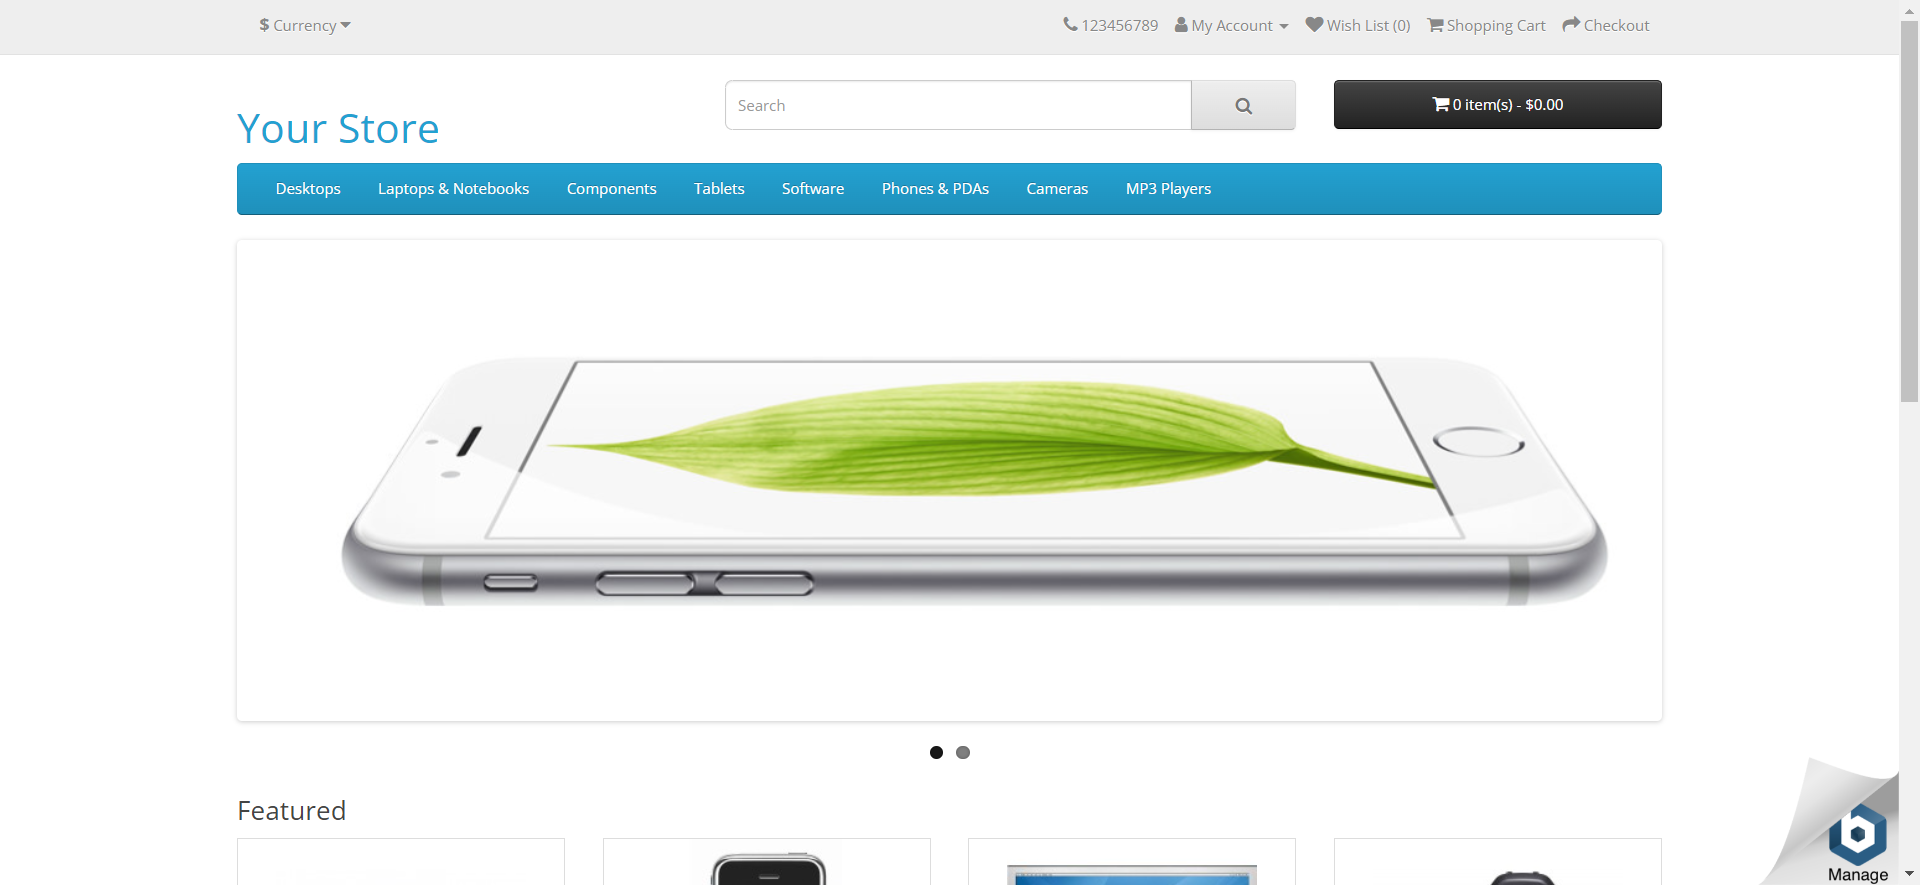 $ Currency
123456789 My Account Wish List (0) Shopping Cart Checkout
Search
0 item(s) - $0.00
Your Store
Desktops Laptops & Notebooks Components Tablets Software Phones & PDAs Cameras MP3 Players
Featured
b
Manage